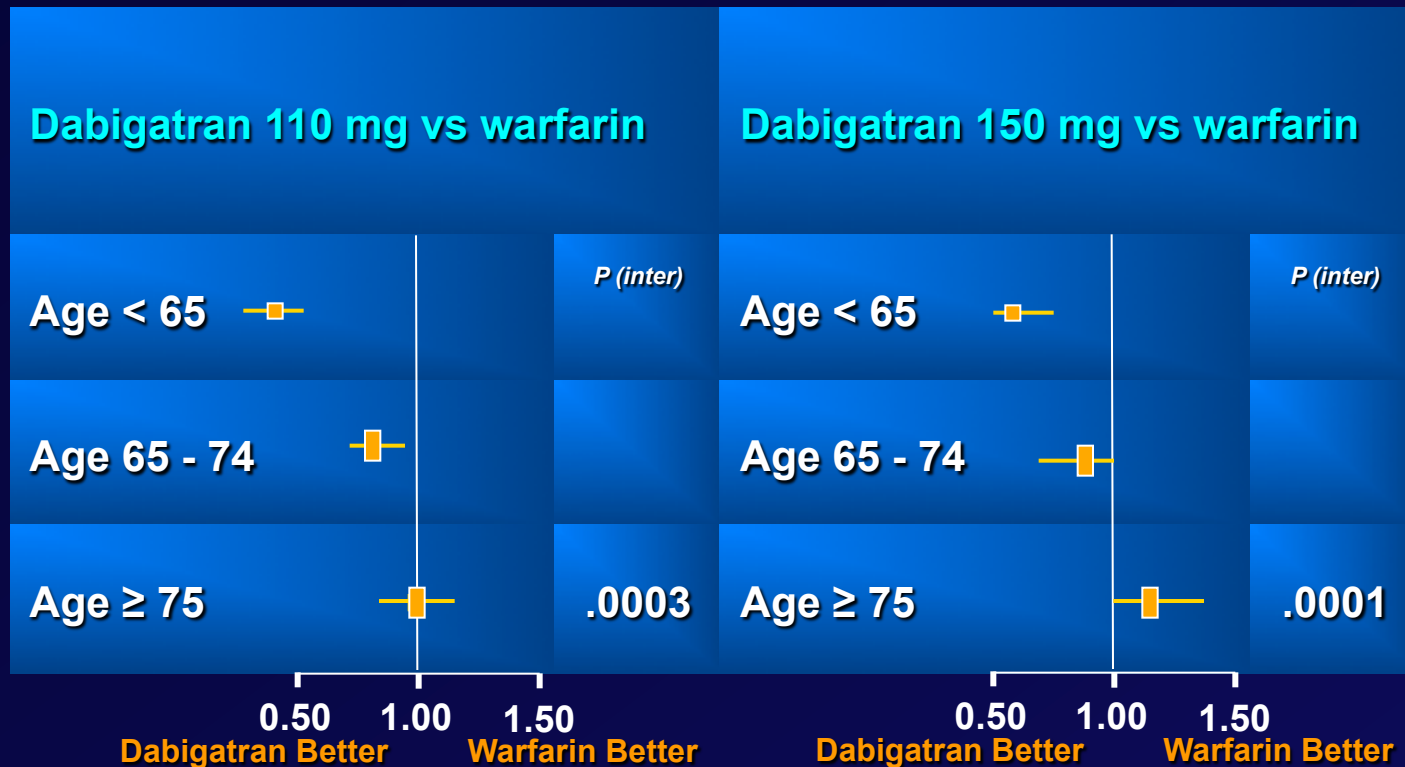 Dabigatran 110 mg vs warfarin
P (inter)
Age < 65
Age 65 - 74
Age ≥ 75
.0003
0.50 1.00 1.50
Dabigatran Better Warfarin Better
Dabigatran 150 mg vs warfarin
P (inter)
Age < 65
Age 65 - 74
Age ≥ 75
.0001
0.50 1.00 1.50
Dabigatran Better Warfarin Better